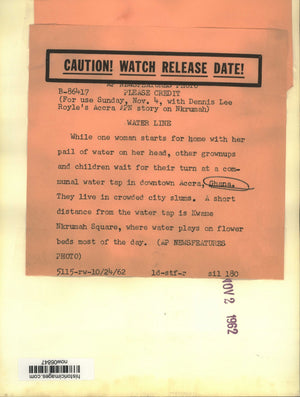 CAUTION! WATCH RELEASE DATE!
AP NEWSFEATURES PHOTO
B-86417 PLEASE CREDIT
(For use Sunday, Nov. 4, with Dennis Lee
Royle's Accra APN story on Nkrumah)
WATER LINE
While one woman starts for home with her
pail of water on her head, other grownups
and children wait for their turn at a com-
munal water tap in downtown Accra, Ghana.
They live in crowded city slums. A short
distance from the water tap is Kwame
Nkrumah Square, where water plays on flower
beds most of the day. (AP NEWSFEATURES
PHOTO)
5115-rw-10/24/62 ld-stf-r sil 180
NOV 2 1962
historicimages.com
now05847